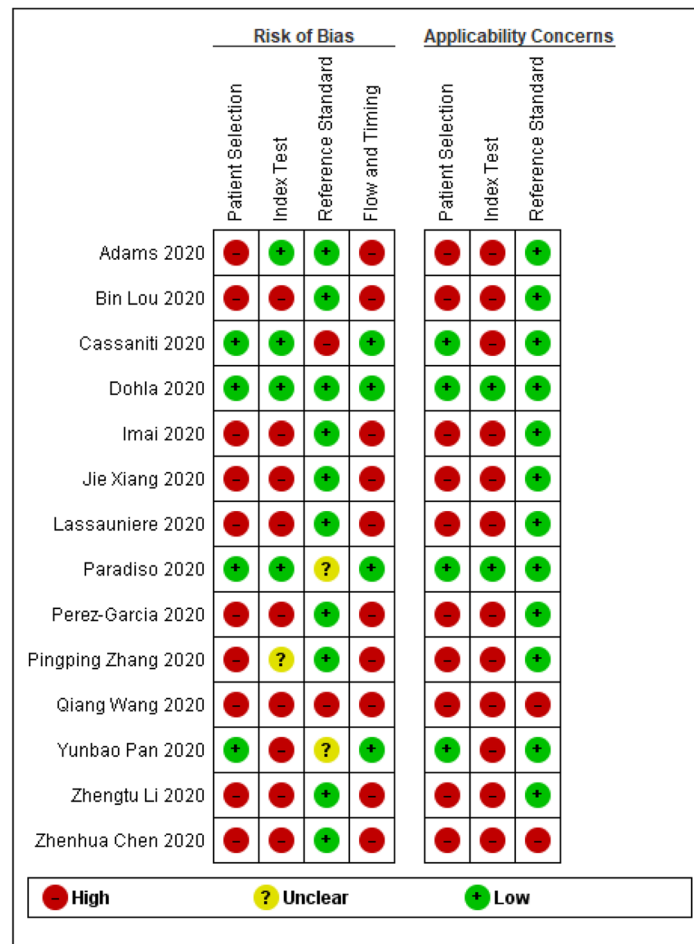 Risk of Bias Applicability Concerns
Patient Selection
Index Test
Reference Standard
Flow and Timing
Patient Selection
Index Test
Reference Standard
Adams 2020 - + + - - - +
Bin Lou 2020 - - + - - - +
Cassaniti 2020 + + - + + - +
Dohla 2020 + + + + + + +
Imai 2020 - - + - - - +
Jie Xiang 2020 - - + - - - +
Lassauniere 2020 - - + - - - +
Paradiso 2020 + + ? + + + +
Perez-Garcia 2020 - - + - - - +
Pingping Zhang 2020 - ? + - - - +
Qiang Wang 2020 - - - - - - -
Yunbao Pan 2020 + - ? + + - +
Zhengtu Li 2020 - - + - - - +
Zhenhua Chen 2020 - - + - - - -
- High ? Unclear + Low